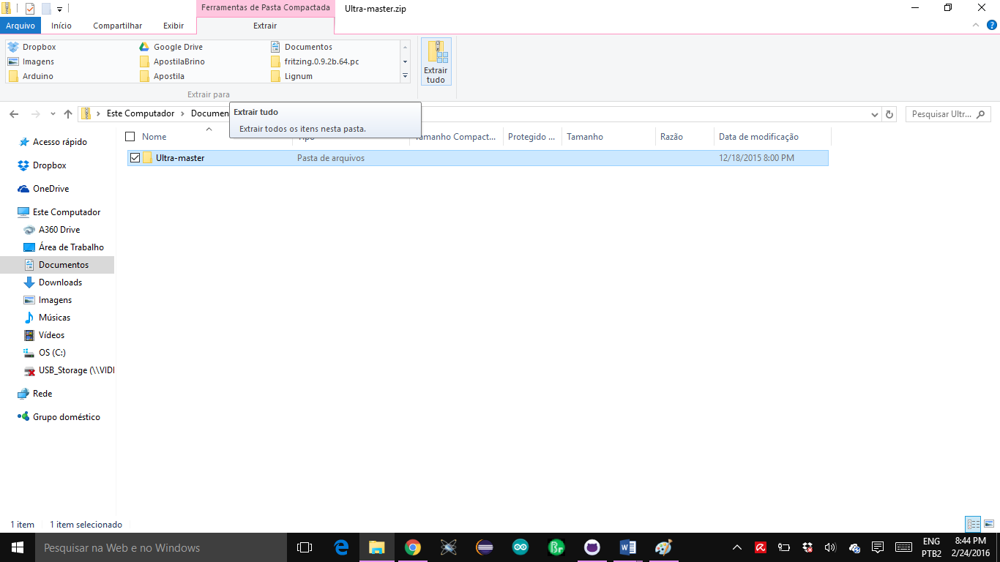 Ferramentas de Pasta Compactada Ultra-master.zip
Arquivo Início Compartilhar Exibir Extrair
Dropbox Google Drive Documentos
Imagens ApostilaBrino fritzing.0.9.2b.64.pc
Arduino Apostila Lignum
Extrair
tudo
Extrair para
Este Computador Documen
Pesquisar Ultr...
Extrair tudo
Extrair todos os itens nesta pasta.
Nome Tipo Tamanho Compact... Protegido ... Tamanho Razão Data de modificação
Ultra-master Pasta de arquivos 12/18/2015 8:00 PM
Acesso rápido
Dropbox
OneDrive
Este Computador
A360 Drive
Área de Trabalho
Documentos
Downloads
Imagens
Músicas
Vídeos
OS (C:)
USB_Storage (\\VIDI
Rede
Grupo doméstico
1 item 1 item selecionado
Pesquisar na Web e no Windows
Br
ENG 8:44 PM
PTB2 2/24/2016